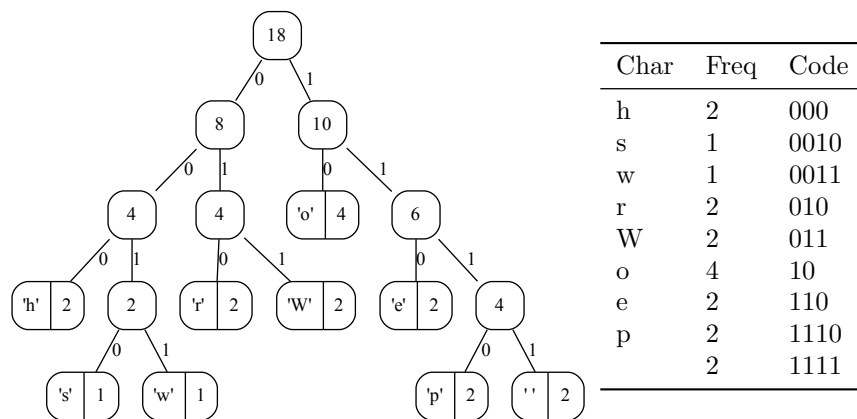 18
0 1
8 10
0 1 0 1
4 4 'o' 4 6
0 1 0 1 0 1
'h' 2 2 'r' 2 'W' 2 'e' 2 4
0 1 0 1
's' 1 'w' 1 'p' 2 ' ' 2
Char Freq Code
h 2 000
s 1 0010
w 1 0011
r 2 010
W 2 011
o 4 10
e 2 110
p 2 1110
2 1111